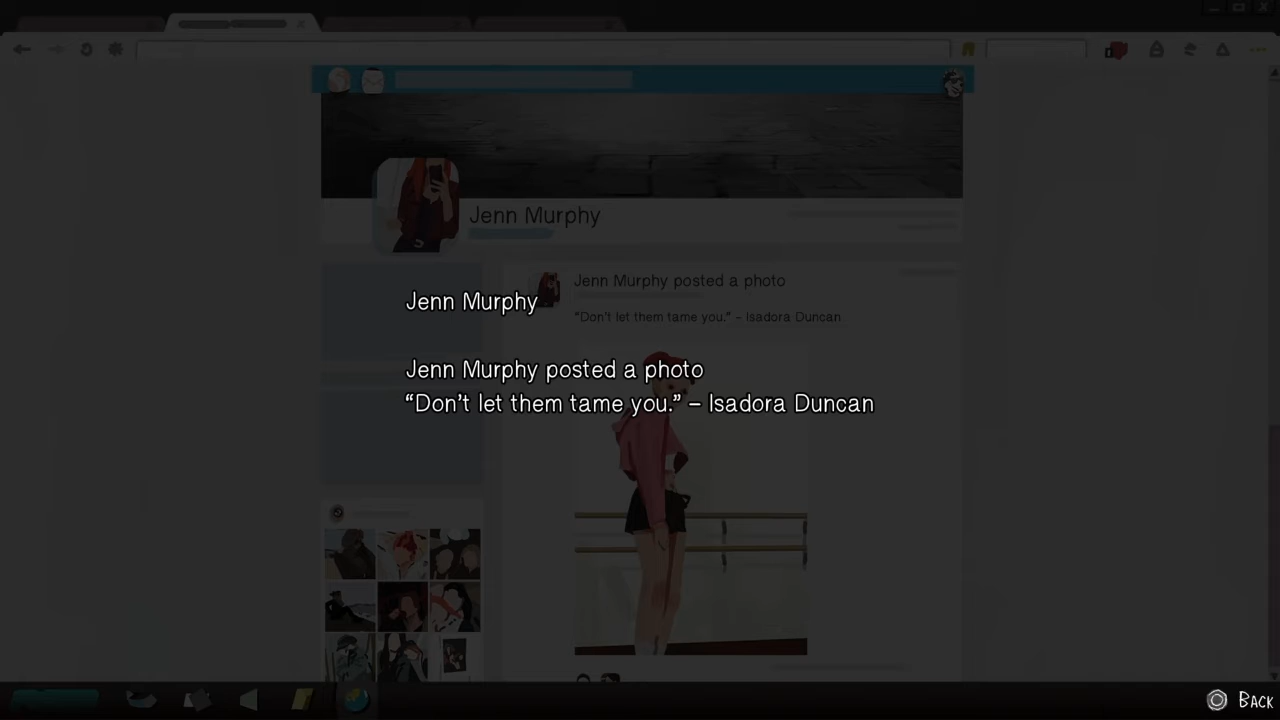 Jenn Murphy
Jenn Murphy posted a photo
"Don't let them tame you." – Isadora Duncan
Jenn Murphy
Jenn Murphy posted a photo
“Don’t let them tame you.” – Isadora Duncan
Back